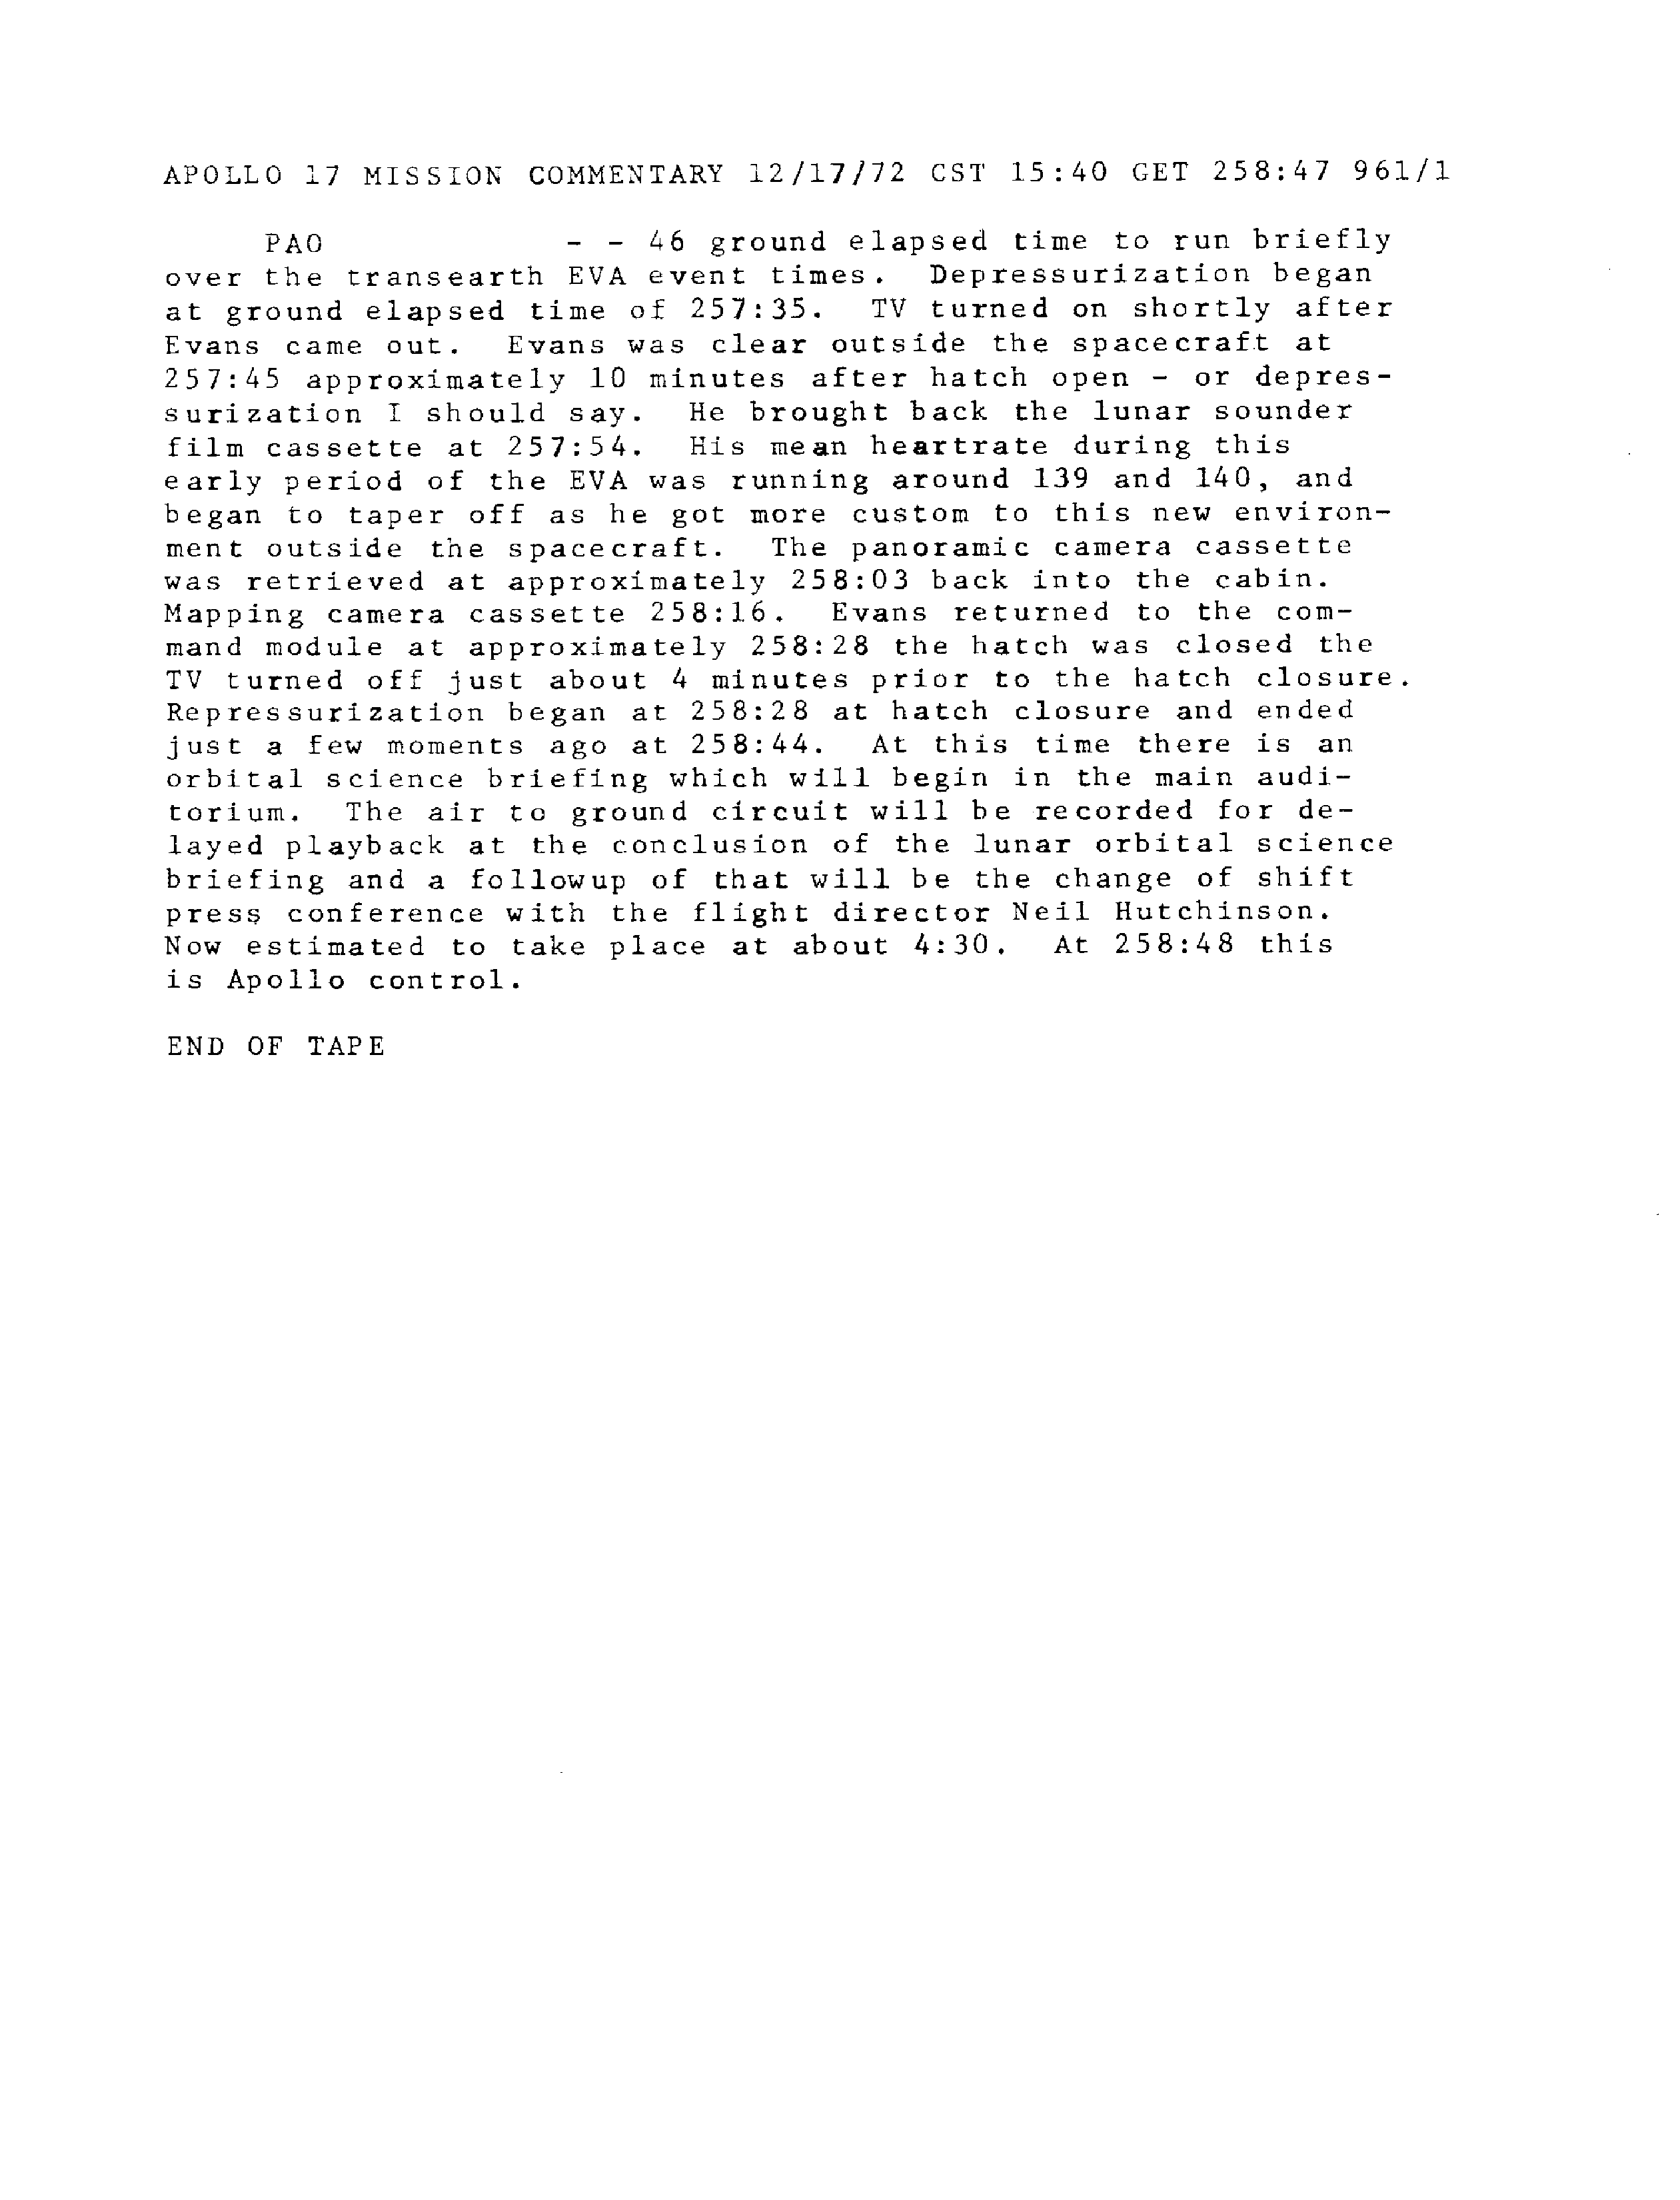 APOLLO 17 MISSION COMMENTARY 12/17/72 CST 15:40 GET 258:47 961/1
PAO - - 46 ground elapsed time to run briefly
over the transearth EVA event times. Depressurization began
at ground elapsed time of 257:35. TV turned on shortly after
Evans came out. Evans was clear outside the spacecraft at
257:45 approximately 10 minutes after hatch open - or depres-
surization I should say. He brought back the lunar sounder
film cassette at 257:54. His mean heartrate during this
early period of the EVA was running around 139 and 140, and
began to taper off as he got more custom to this new environ-
ment outside the spacecraft. The panoramic camera cassette
was retrieved at approximately 258:03 back into the cabin.
Mapping camera cassette 258:16. Evans returned to the com-
mand module at approximately 258:28 the hatch was closed the
TV turned off just about 4 minutes prior to the hatch closure.
Repressurization began at 258:28 at hatch closure and ended
just a few moments ago at 258:44. At this time there is an
orbital science briefing which will begin in the main audi-
torium. The air to ground circuit will be recorded for de-
layed playback at the conclusion of the lunar orbital science
briefing and a followup of that will be the change of shift
press conference with the flight director Neil Hutchinson.
Now estimated to take place at about 4:30. At 258:48 this
is Apollo control.
END OF TAPE